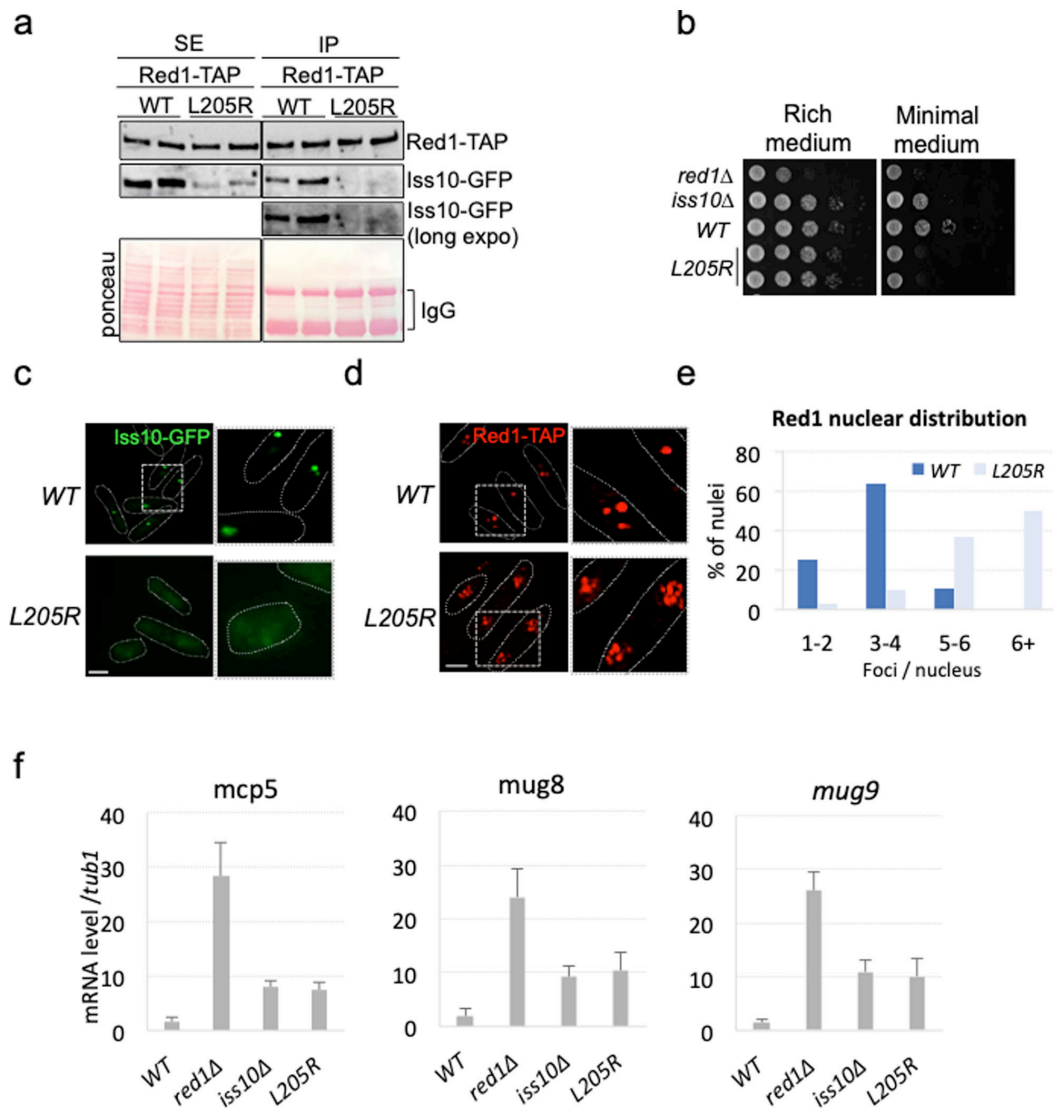 a
SE IP
Red1-TAP Red1-TAP
WT L205R WT L205R
Red1-TAP
Iss10-GFP
Iss10-GFP
(long expo)
ponceau
IgG
b
Rich
medium
Minimal
medium
red1Δ
iss10Δ
WT
L205R
c
Iss10-GFP
WT
L205R
d
Red1-TAP
WT
L205R
e
Red1 nuclear distribution
WT L205R
% of nulei
80
60
40
20
0
1-2 3-4 5-6 6+
Foci / nucleus
f
mcp5
mRNA level /tub1
40
30
20
10
0
WT red1Δ iss10Δ L205R
mug8
40
30
20
10
0
WT red1Δ iss10Δ L205R
mug9
40
30
20
10
0
WT red1Δ iss10Δ L205R